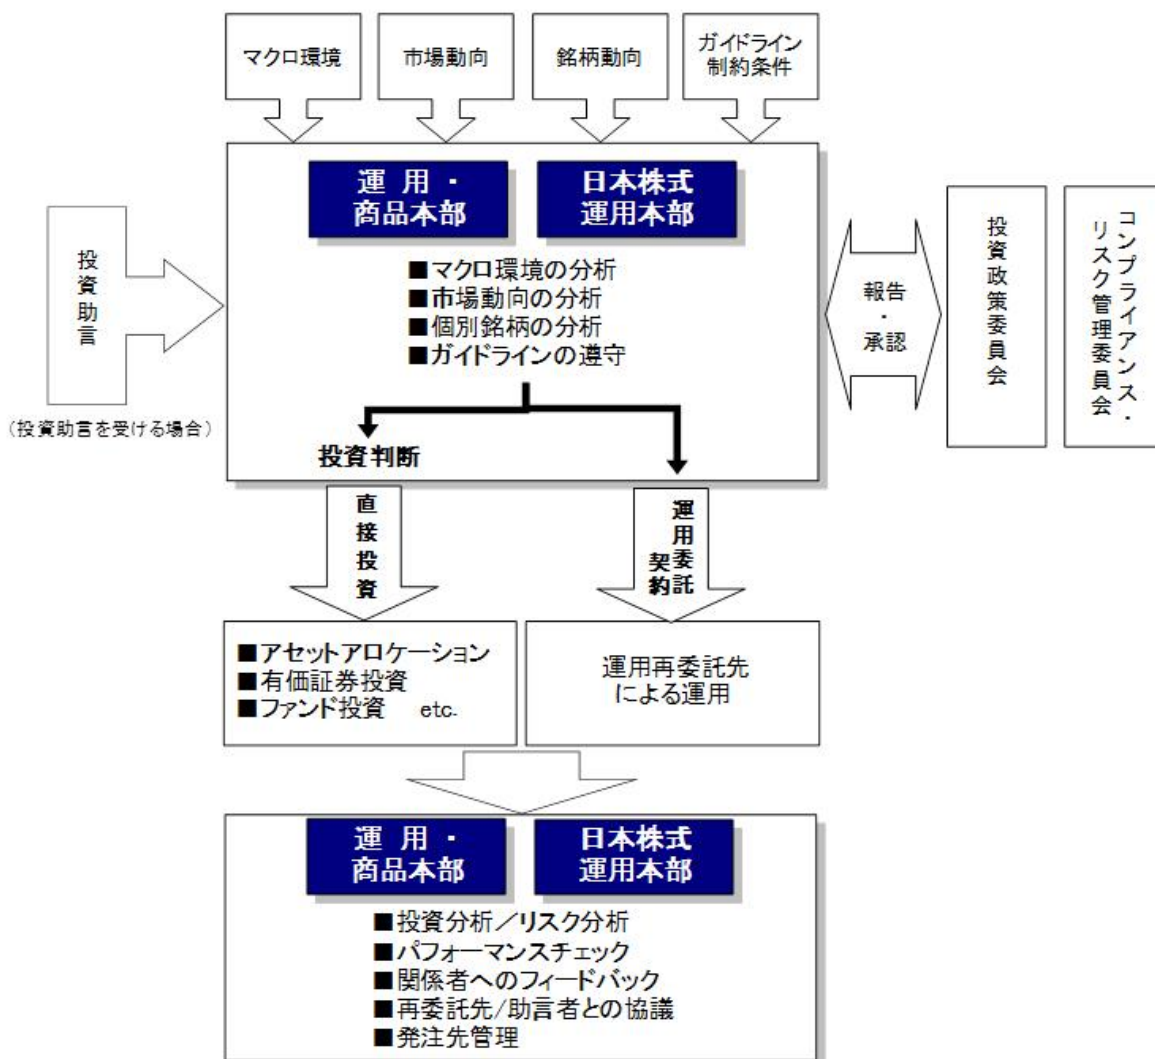 マクロ環境
市場動向
銘柄動向
ガイドライン
制約条件
運 用 ・
商品本部
日本株式
運用本部
■マクロ環境の分析
■市場動向の分析
■個別銘柄の分析
■ガイドラインの遵守
投資助言
(投資助言を受ける場合)
報告
・
承認
投資政策委員会
コンプライアンス・
リスク管理委員会
投資判断
直接投資
運用委託
契約
■アセットアロケーション
■有価証券投資
■ファンド投資 etc.
運用再委託先
による運用
運 用 ・
商品本部
日本株式
運用本部
■投資分析／リスク分析
■パフォーマンスチェック
■関係者へのフィードバック
■再委託先/助言者との協議
■発注先管理